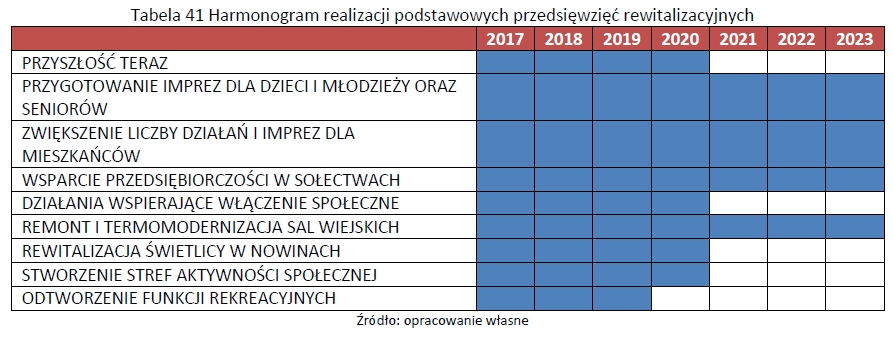 Tabela 41 Harmonogram realizacji podstawowych przedsięwzięć rewitalizacyjnych
2017 2018 2019 2020 2021 2022 2023
PRZYSZŁOŚĆ TERAZ
PRZYGOTOWANIE IMPREZ DLA DZIECI I MŁODZIEŻY ORAZ
SENIORÓW
ZWIĘKSZENIE LICZBY DZIAŁAŃ I IMPREZ DLA
MIESZKAŃCÓW
WSPARCIE PRZEDSIĘBIORCZOŚCI W SOŁECTWACH
DZIAŁANIA WSPIERAJĄCE WŁĄCZENIE SPOŁECZNE
REMONT I TERMOMODERNIZACJA SAL WIEJSKICH
REWITALIZACJA ŚWIETLICY W NOWINACH
STWORZENIE STREF AKTYWNOŚCI SPOŁECZNEJ
ODTWORZENIE FUNKCJI REKREACYJNYCH
Źródło: opracowanie własne